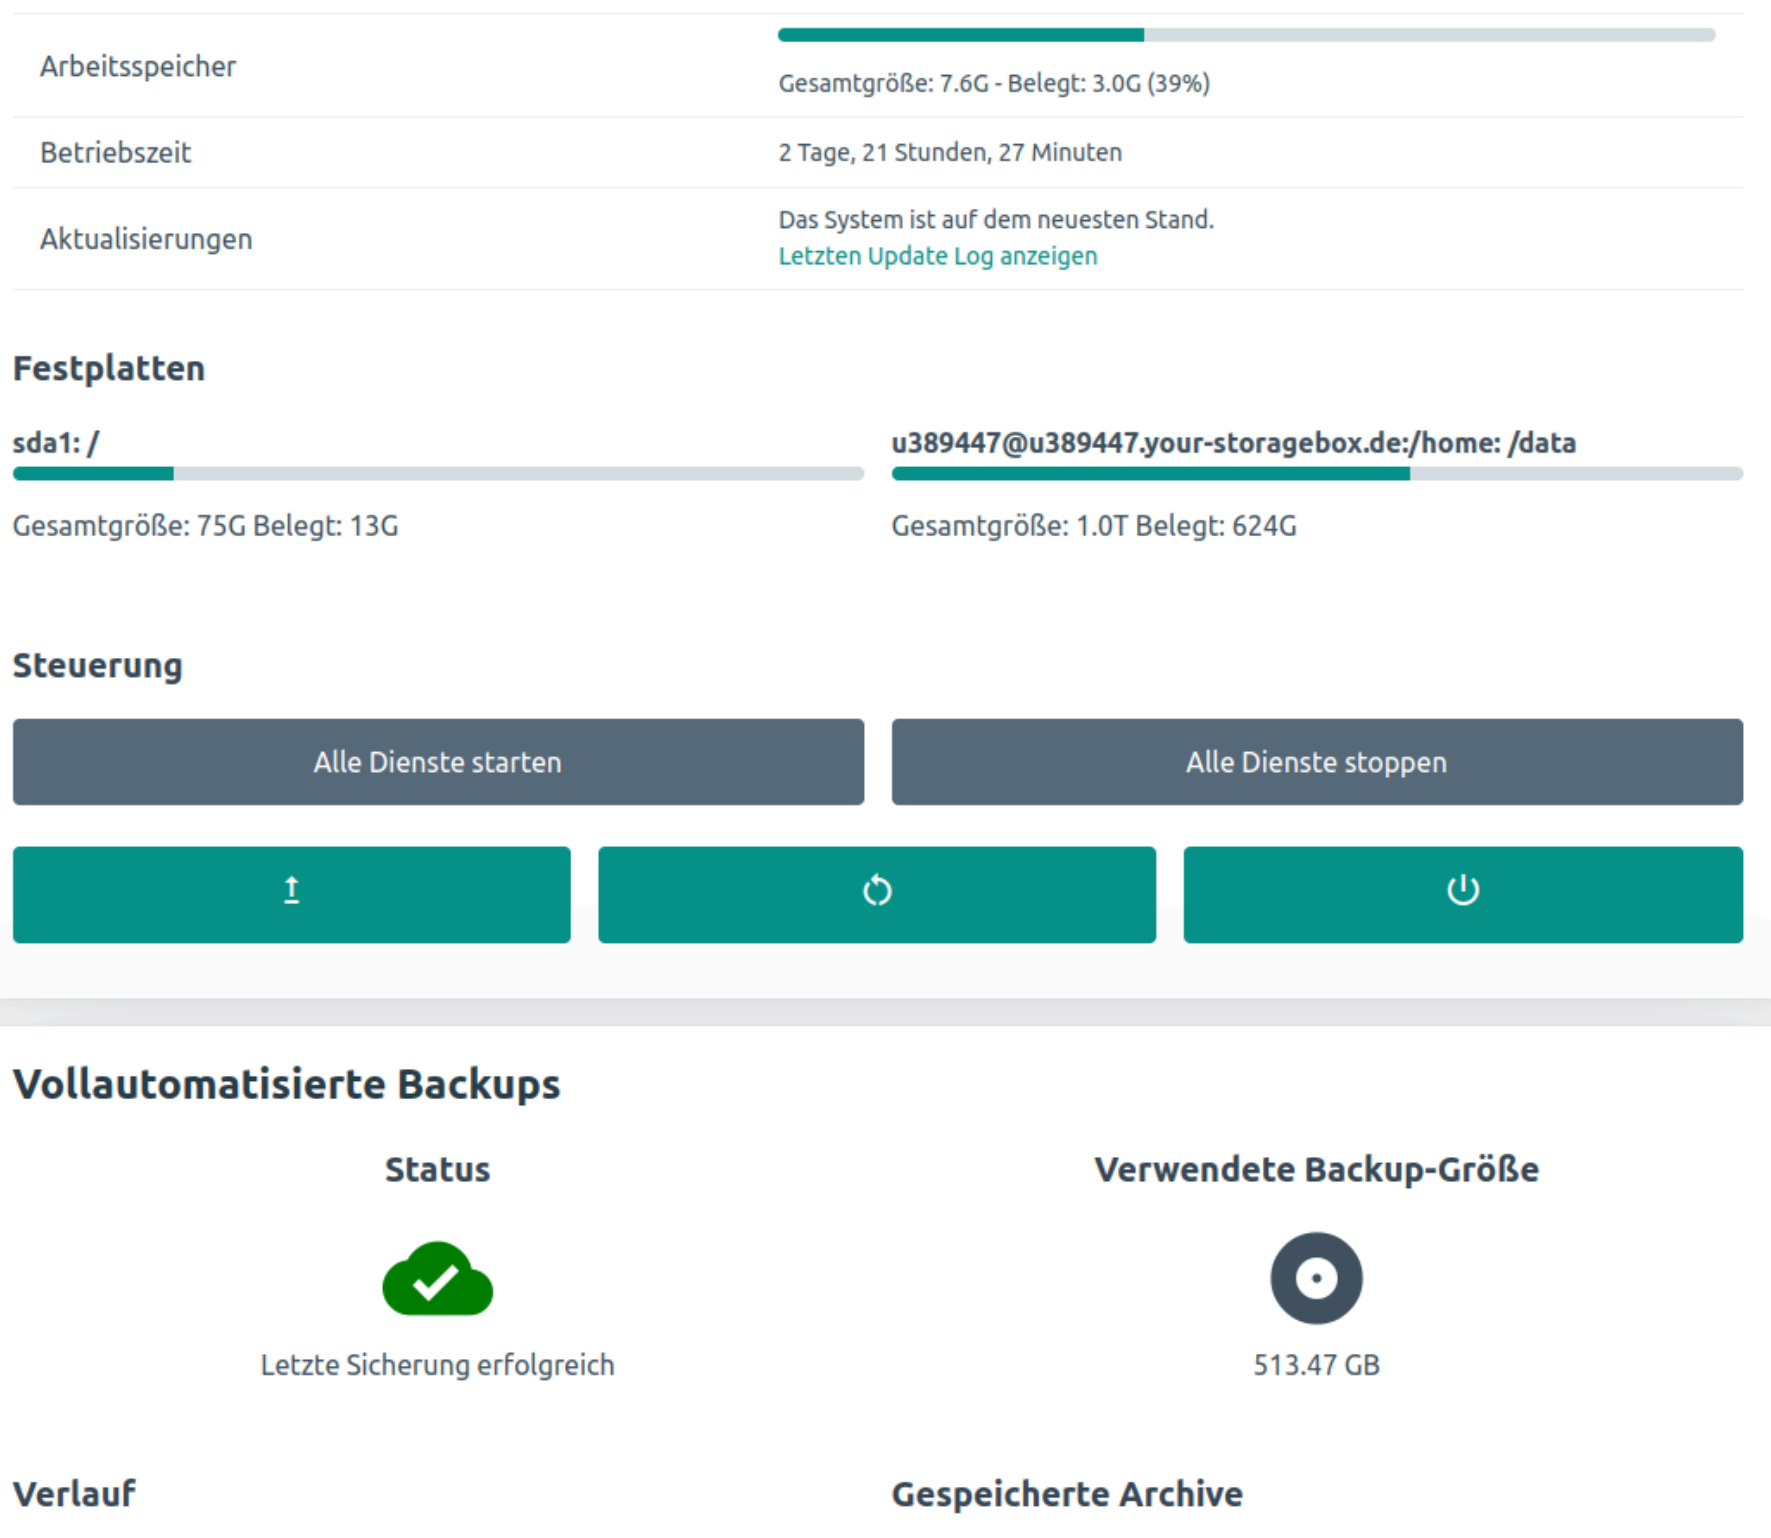 Arbeitsspeicher
Gesamtgröße: 7.6G - Belegt: 3.0G (39%)
Betriebszeit
2 Tage, 21 Stunden, 27 Minuten
Aktualisierungen
Das System ist auf dem neuesten Stand.
Letzten Update Log anzeigen
Festplatten
sda1: /
Gesamtgröße: 75G Belegt: 13G
u389447@u389447.your-storagebox.de:/home: /data
Gesamtgröße: 1.0T Belegt: 624G
Steuerung
Alle Dienste starten
Alle Dienste stoppen
Vollautomatisierte Backups
Status
Letzte Sicherung erfolgreich
Verwendete Backup-Größe
513.47 GB
Verlauf
Gespeicherte Archive